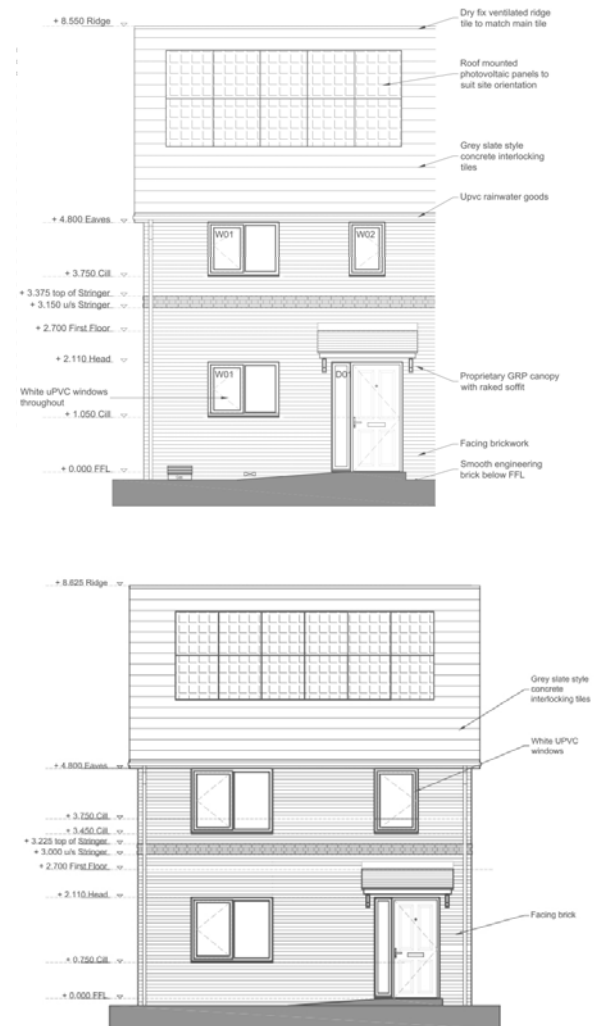 + 8.550 Ridge
Dry fix ventilated ridge
tile to match main tile
Roof mounted
photovoltaic panels to
suit site orientation
Grey slate style
concrete interlocking
tiles
Upvc rainwater goods
+ 4.800 Eaves
W01
W02
+ 3.750 Cill
+ 3.375 top of Stringer
+ 3.150 u/s Stringer
+ 2.700 First Floor
+ 2.110 Head
W01
D01
White uPVC windows
throughout
Proprietary GRP canopy
with raked soffit
+ 1.050 Cill
Facing brickwork
+ 0.000 FFL
Smooth engineering
brick below FFL
+ 8.825 Ridge
Grey slate style
concrete
interlocking tiles
White UPVC
windows
+ 4.800 Eaves
+ 3.750 Cill
+ 3.450 Cill
+ 3.225 top of Stringer
+ 3.000 u/s Stringer
+ 2.700 First Floor
+ 2.110 Head
Facing brick
+ 0.750 Cill
+ 0.000 FFL